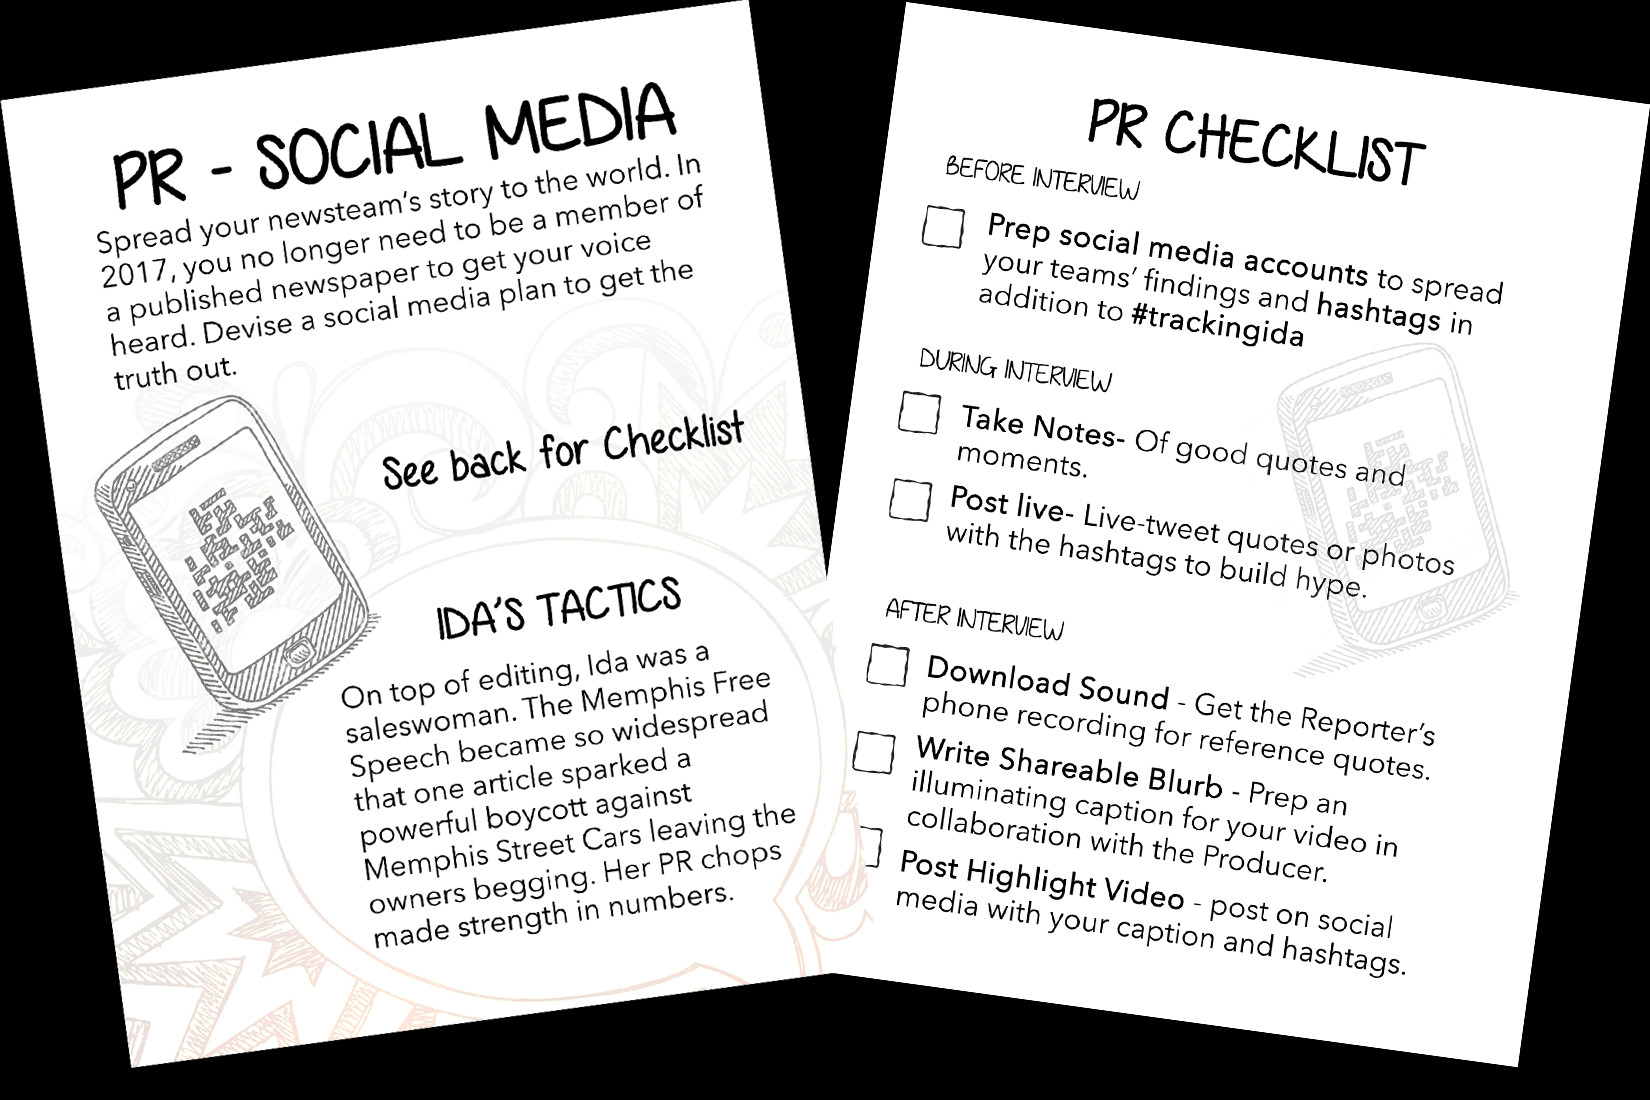 PR - SOCIAL MEDIA
Spread your newsteam's story to the world. In
2017, you no longer need to be a member of
a published newspaper to get your voice
heard. Devise a social media plan to get the
truth out.
See back for Checklist
IDA'S TACTICS
On top of editing, Ida was a
saleswoman. The Memphis Free
Speech became so widespread
that one article sparked a
powerful boycott against
Memphis Street Cars leaving the
owners begging. Her PR chops
made strength in numbers.
PR CHECKLIST
BEFORE INTERVIEW
Prep social media accounts to spread
your teams' findings and hashtags in
addition to #trackingida
DURING INTERVIEW
Take Notes- Of good quotes and
moments.
Post live- Live-tweet quotes or photos
with the hashtags to build hype.
AFTER INTERVIEW
Download Sound - Get the Reporter's
phone recording for reference quotes.
Write Shareable Blurb - Prep an
illuminating caption for your video in
collaboration with the Producer.
Post Highlight Video - post on social
media with your caption and hashtags.